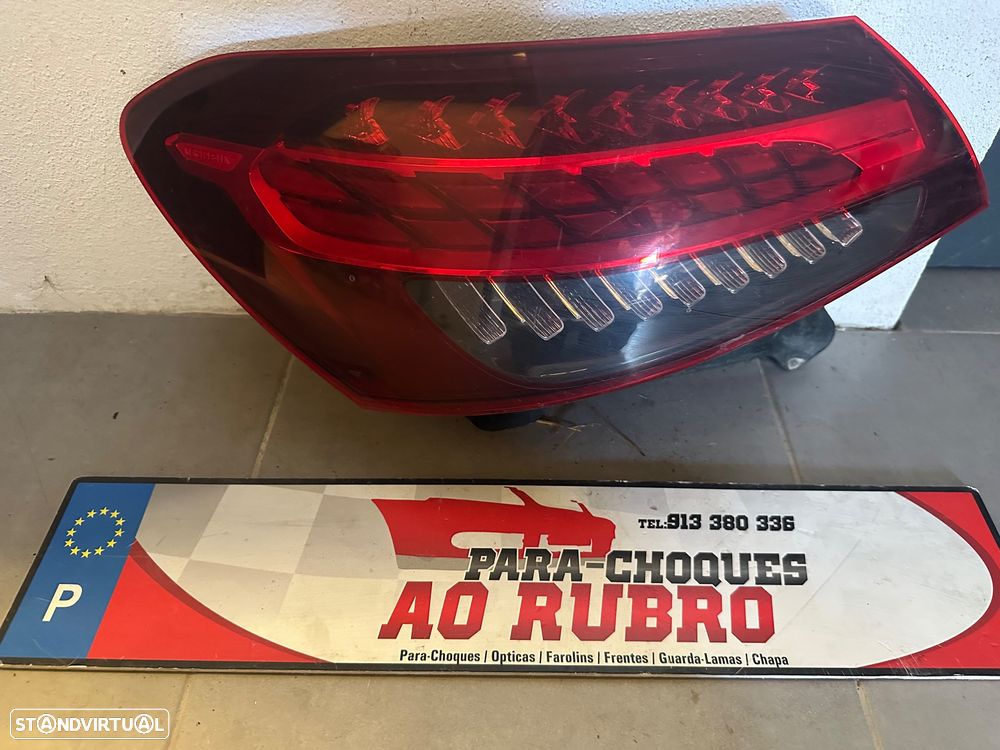 TEL:913 380 336
PARA-CHOQUES
AO RUBRO
P
Para-Choques | Opticas | Farolins | Frentes | Guarda-Lamas | Chapa
STANDVIRTUAL